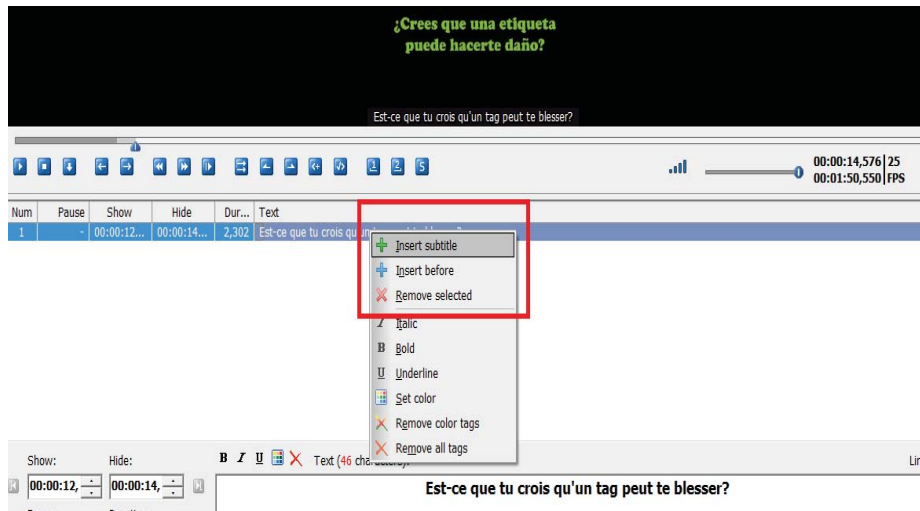 ¿Crees que una etiqueta
puede hacerte daño?
Est-ce que tu crois qu'un tag peut te blesser?
00:00:14,576 25
00:01:50,550 FPS
Num Pause Show Hide Dur... Text
1 - 00:00:12... 00:00:14... 2,302 Est-ce que tu crois qu'un
Insert subtitle
Insert before
Remove selected
Italic
Bold
Underline
Set color
Remove color tags
Remove all tags
Show: Hide: B I U Text (46
00:00:12, 00:00:14,
Est-ce que tu crois qu'un tag peut te blesser?